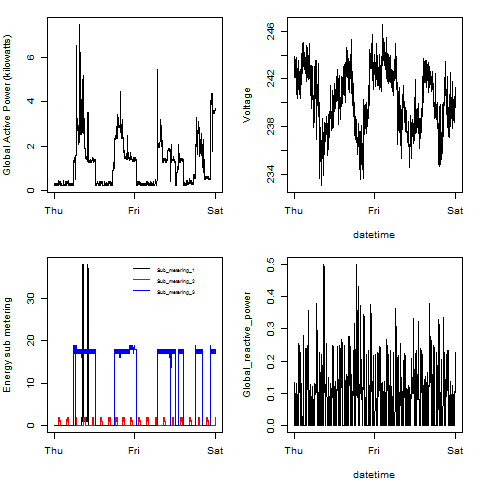 Global Active Power (kilowatts)
0 2 4 6
Thu Fri Sat
Voltage
234 238 242 246
Thu Fri Sat
datetime
Energy sub metering
0 10 20 30
Sub_metering_1
Sub_metering_2
Sub_metering_3
Thu Fri Sat
Global_reactive_power
0.0 0.1 0.2 0.3 0.4 0.5
Thu Fri Sat
datetime